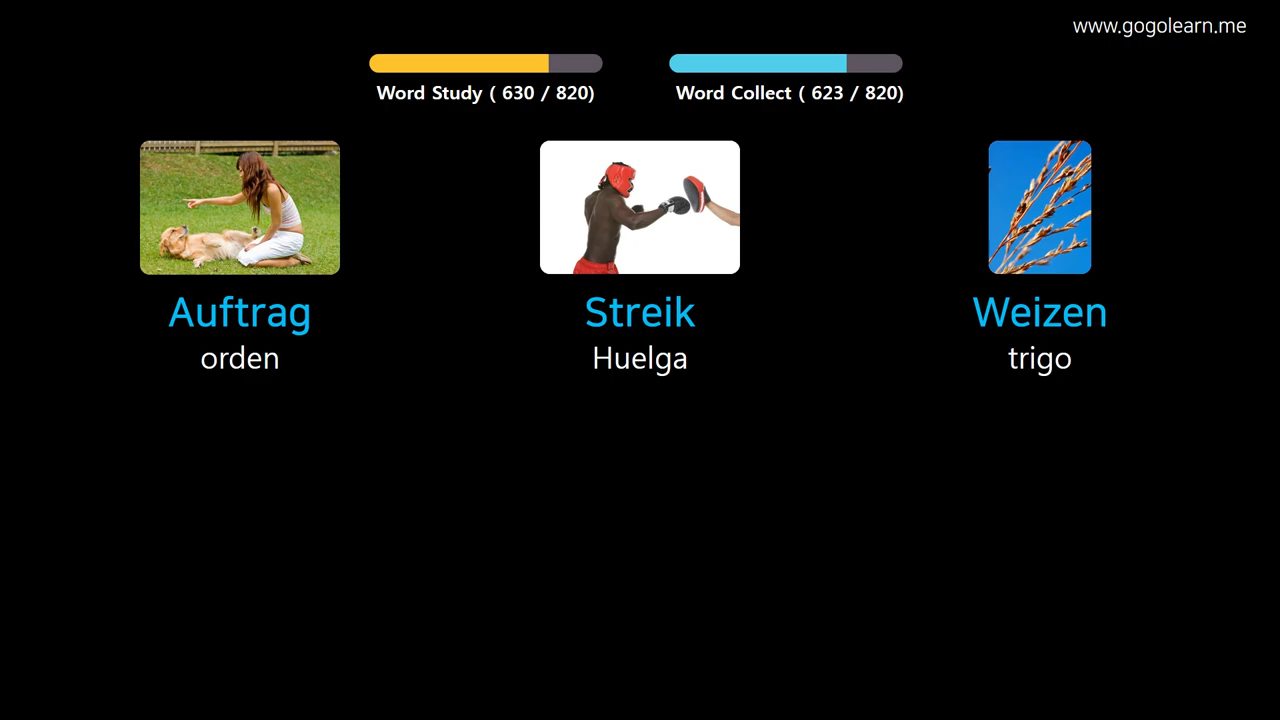 www.gogolearn.me
Word Study ( 630 / 820)
Word Collect ( 623 / 820)
Auftrag
orden
Streik
Huelga
Weizen
trigo